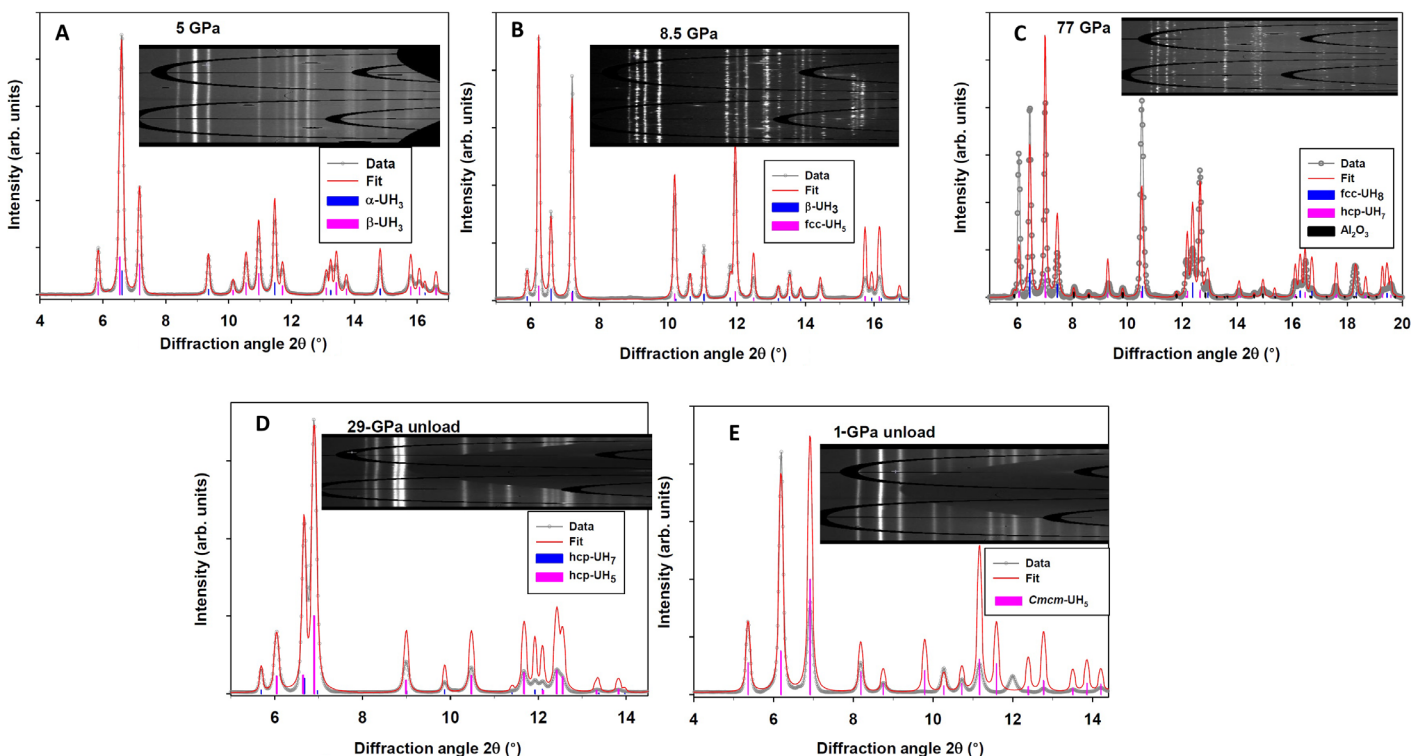 A
5 GPa
Intensity (arb. units)
Data
Fit
α-UH3
β-UH3
4 6 8 10 12 14 16
Diffraction angle 2θ (°)
B
8.5 GPa
Intensity (arb. units)
Data
Fit
β-UH3
fcc-UH5
6 8 10 12 14 16
Diffraction angle 2θ (°)
C
77 GPa
Intensity (arb. units)
Data
Fit
fcc-UH8
hcp-UH7
Al2O3
6 8 10 12 14 16 18 20
Diffraction angle 2θ (°)
D
29-GPa unload
Intensity (arb. units)
Data
Fit
hcp-UH7
hcp-UH5
6 8 10 12 14
Diffraction angle 2θ (°)
E
1-GPa unload
Intensity (arb. units)
Data
Fit
Cmcm-UH5
4 6 8 10 12 14
Diffraction angle 2θ (°)